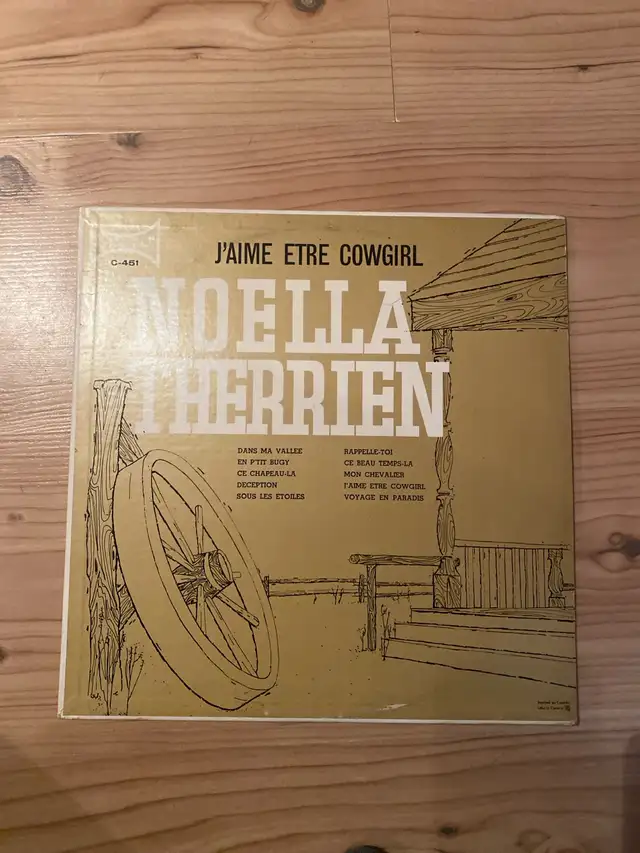 J'AIME ETRE COWGIRL
C-451
NOELLA
THERRIEN
DANS MA VALLEE
EN P'TIT BUGY
CE CHAPEAU-LA
DECEPTION
SOUS LES ETOILES
RAPPELLE-TOI
CE BEAU TEMPS-LA
MON CHEVALIER
J'AIME ETRE COWGIRL
VOYAGE EN PARADIS